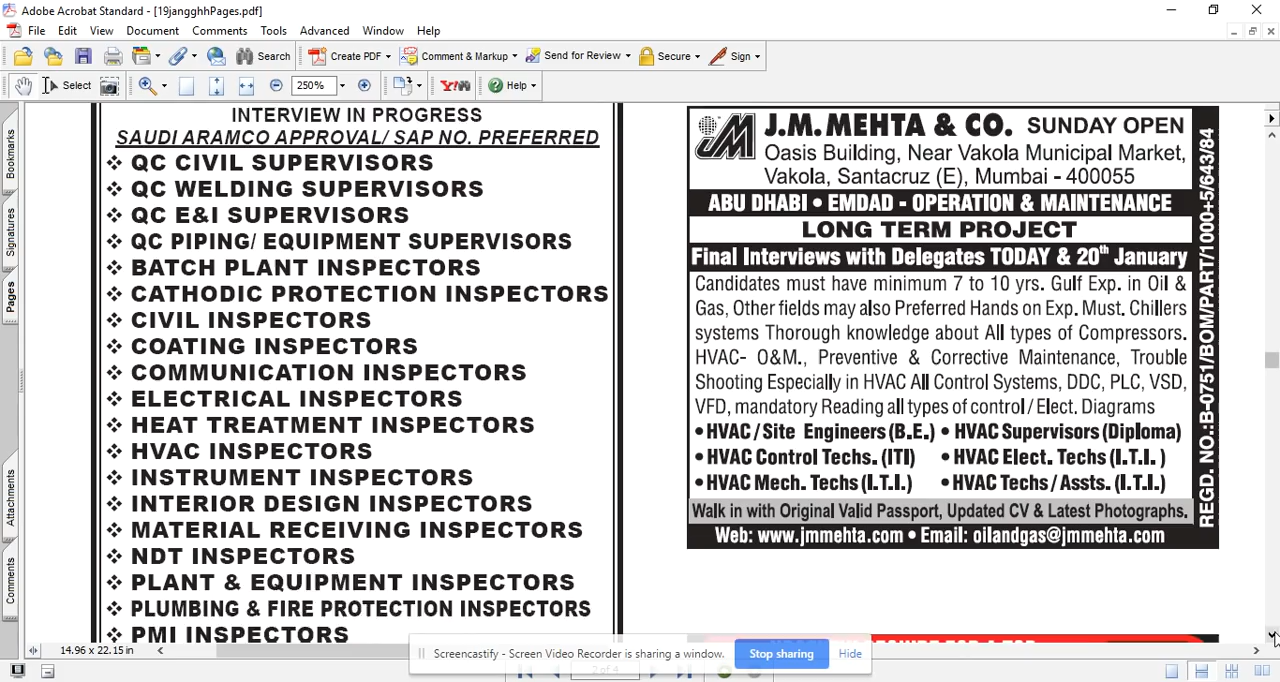 Adobe Acrobat Standard - [19jangghhPages.pdf]
File Edit View Document Comments Tools Advanced Window Help
Search Create PDF Comment & Markup Send for Review Secure Sign
Select 250% Y! Help
Bookmarks
Signatures
Pages
Attachments
Comments
INTERVIEW IN PROGRESS
SAUDI ARAMCO APPROVAL/ SAP NO. PREFERRED
❖ QC CIVIL SUPERVISORS
❖ QC WELDING SUPERVISORS
❖ QC E&I SUPERVISORS
❖ QC PIPING/ EQUIPMENT SUPERVISORS
❖ BATCH PLANT INSPECTORS
❖ CATHODIC PROTECTION INSPECTORS
❖ CIVIL INSPECTORS
❖ COATING INSPECTORS
❖ COMMUNICATION INSPECTORS
❖ ELECTRICAL INSPECTORS
❖ HEAT TREATMENT INSPECTORS
❖ HVAC INSPECTORS
❖ INSTRUMENT INSPECTORS
❖ INTERIOR DESIGN INSPECTORS
❖ MATERIAL RECEIVING INSPECTORS
❖ NDT INSPECTORS
❖ PLANT & EQUIPMENT INSPECTORS
❖ PLUMBING & FIRE PROTECTION INSPECTORS
❖ PMI INSPECTORS
JM J.M. MEHTA & CO. SUNDAY OPEN
Oasis Building, Near Vakola Municipal Market,
Vakola, Santacruz (E), Mumbai - 400055
ABU DHABI • EMDAD - OPERATION & MAINTENANCE
LONG TERM PROJECT
Final Interviews with Delegates TODAY & 20th January
Candidates must have minimum 7 to 10 yrs. Gulf Exp. in Oil &
Gas, Other fields may also Preferred Hands on Exp. Must. Chillers
systems Thorough knowledge about All types of Compressors.
HVAC- O&M., Preventive & Corrective Maintenance, Trouble
Shooting Especially in HVAC All Control Systems, DDC, PLC, VSD,
VFD, mandatory Reading all types of control / Elect. Diagrams
• HVAC / Site Engineers (B.E.) • HVAC Supervisors (Diploma)
• HVAC Control Techs. (ITI) • HVAC Elect. Techs (I.T.I. )
• HVAC Mech. Techs (I.T.I.) • HVAC Techs / Assts. (I.T.I.)
Walk in with Original Valid Passport, Updated CV & Latest Photographs.
Web: www.jmmehta.com • Email: oilandgas@jmmehta.com
REGD. NO.:B-0751/BOM/PART/1000+5/643/84
14.96 x 22.15 in
Screencastify - Screen Video Recorder is sharing a window. Stop sharing Hide
2 of 4